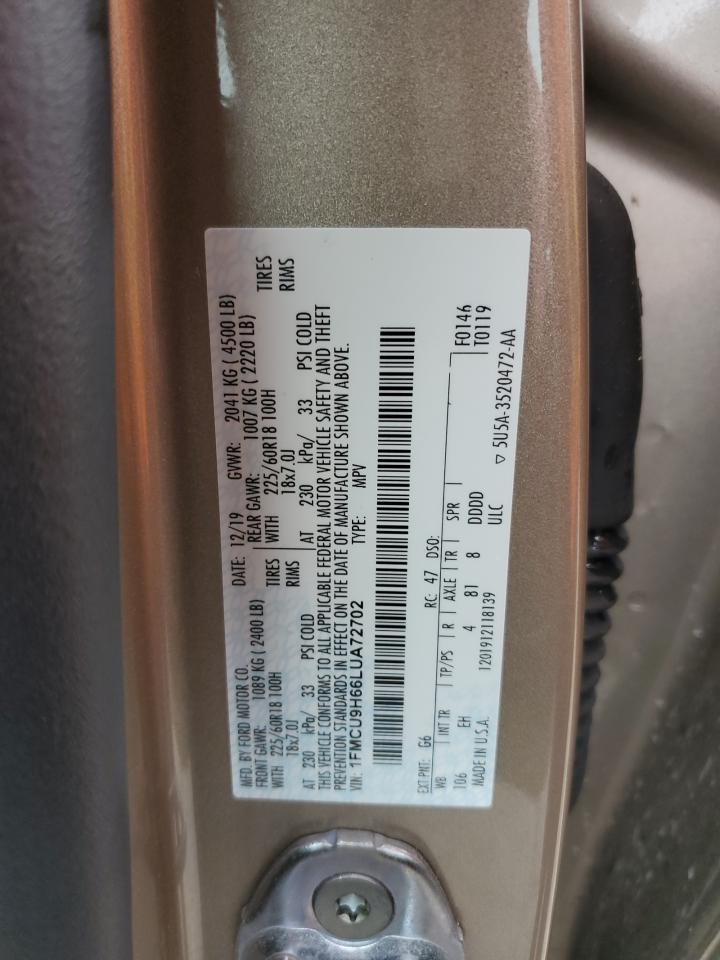 MFD. BY FORD MOTOR CO. DATE: 12/19 GVWR: 2041 KG ( 4500 LB)
FRONT GAWR: 1089 KG ( 2400 LB) REAR GAWR: 1007 KG ( 2220 LB)
WITH 225/60R18 100H TIRES WITH 225/60R18 100H TIRES
18x7.0J RIMS 18x7.0J RIMS
AT 230 kPa/ 33 PSI COLD AT 230 kPa/ 33 PSI COLD
THIS VEHICLE CONFORMS TO ALL APPLICABLE FEDERAL MOTOR VEHICLE SAFETY AND THEFT
PREVENTION STANDARDS IN EFFECT ON THE DATE OF MANUFACTURE SHOWN ABOVE.
VIN: 1FMCU9H66LUA72702 TYPE: MPV
EXT PNT: G6 RC: 47 DSO:
WB INT TR TP/PS R AXLE TR SPR F0146
106 EH 4 81 8 DDDD T0119
MADE IN U.S.A. 1201912118139 ULC ▽ 5U5A-3520472-AA